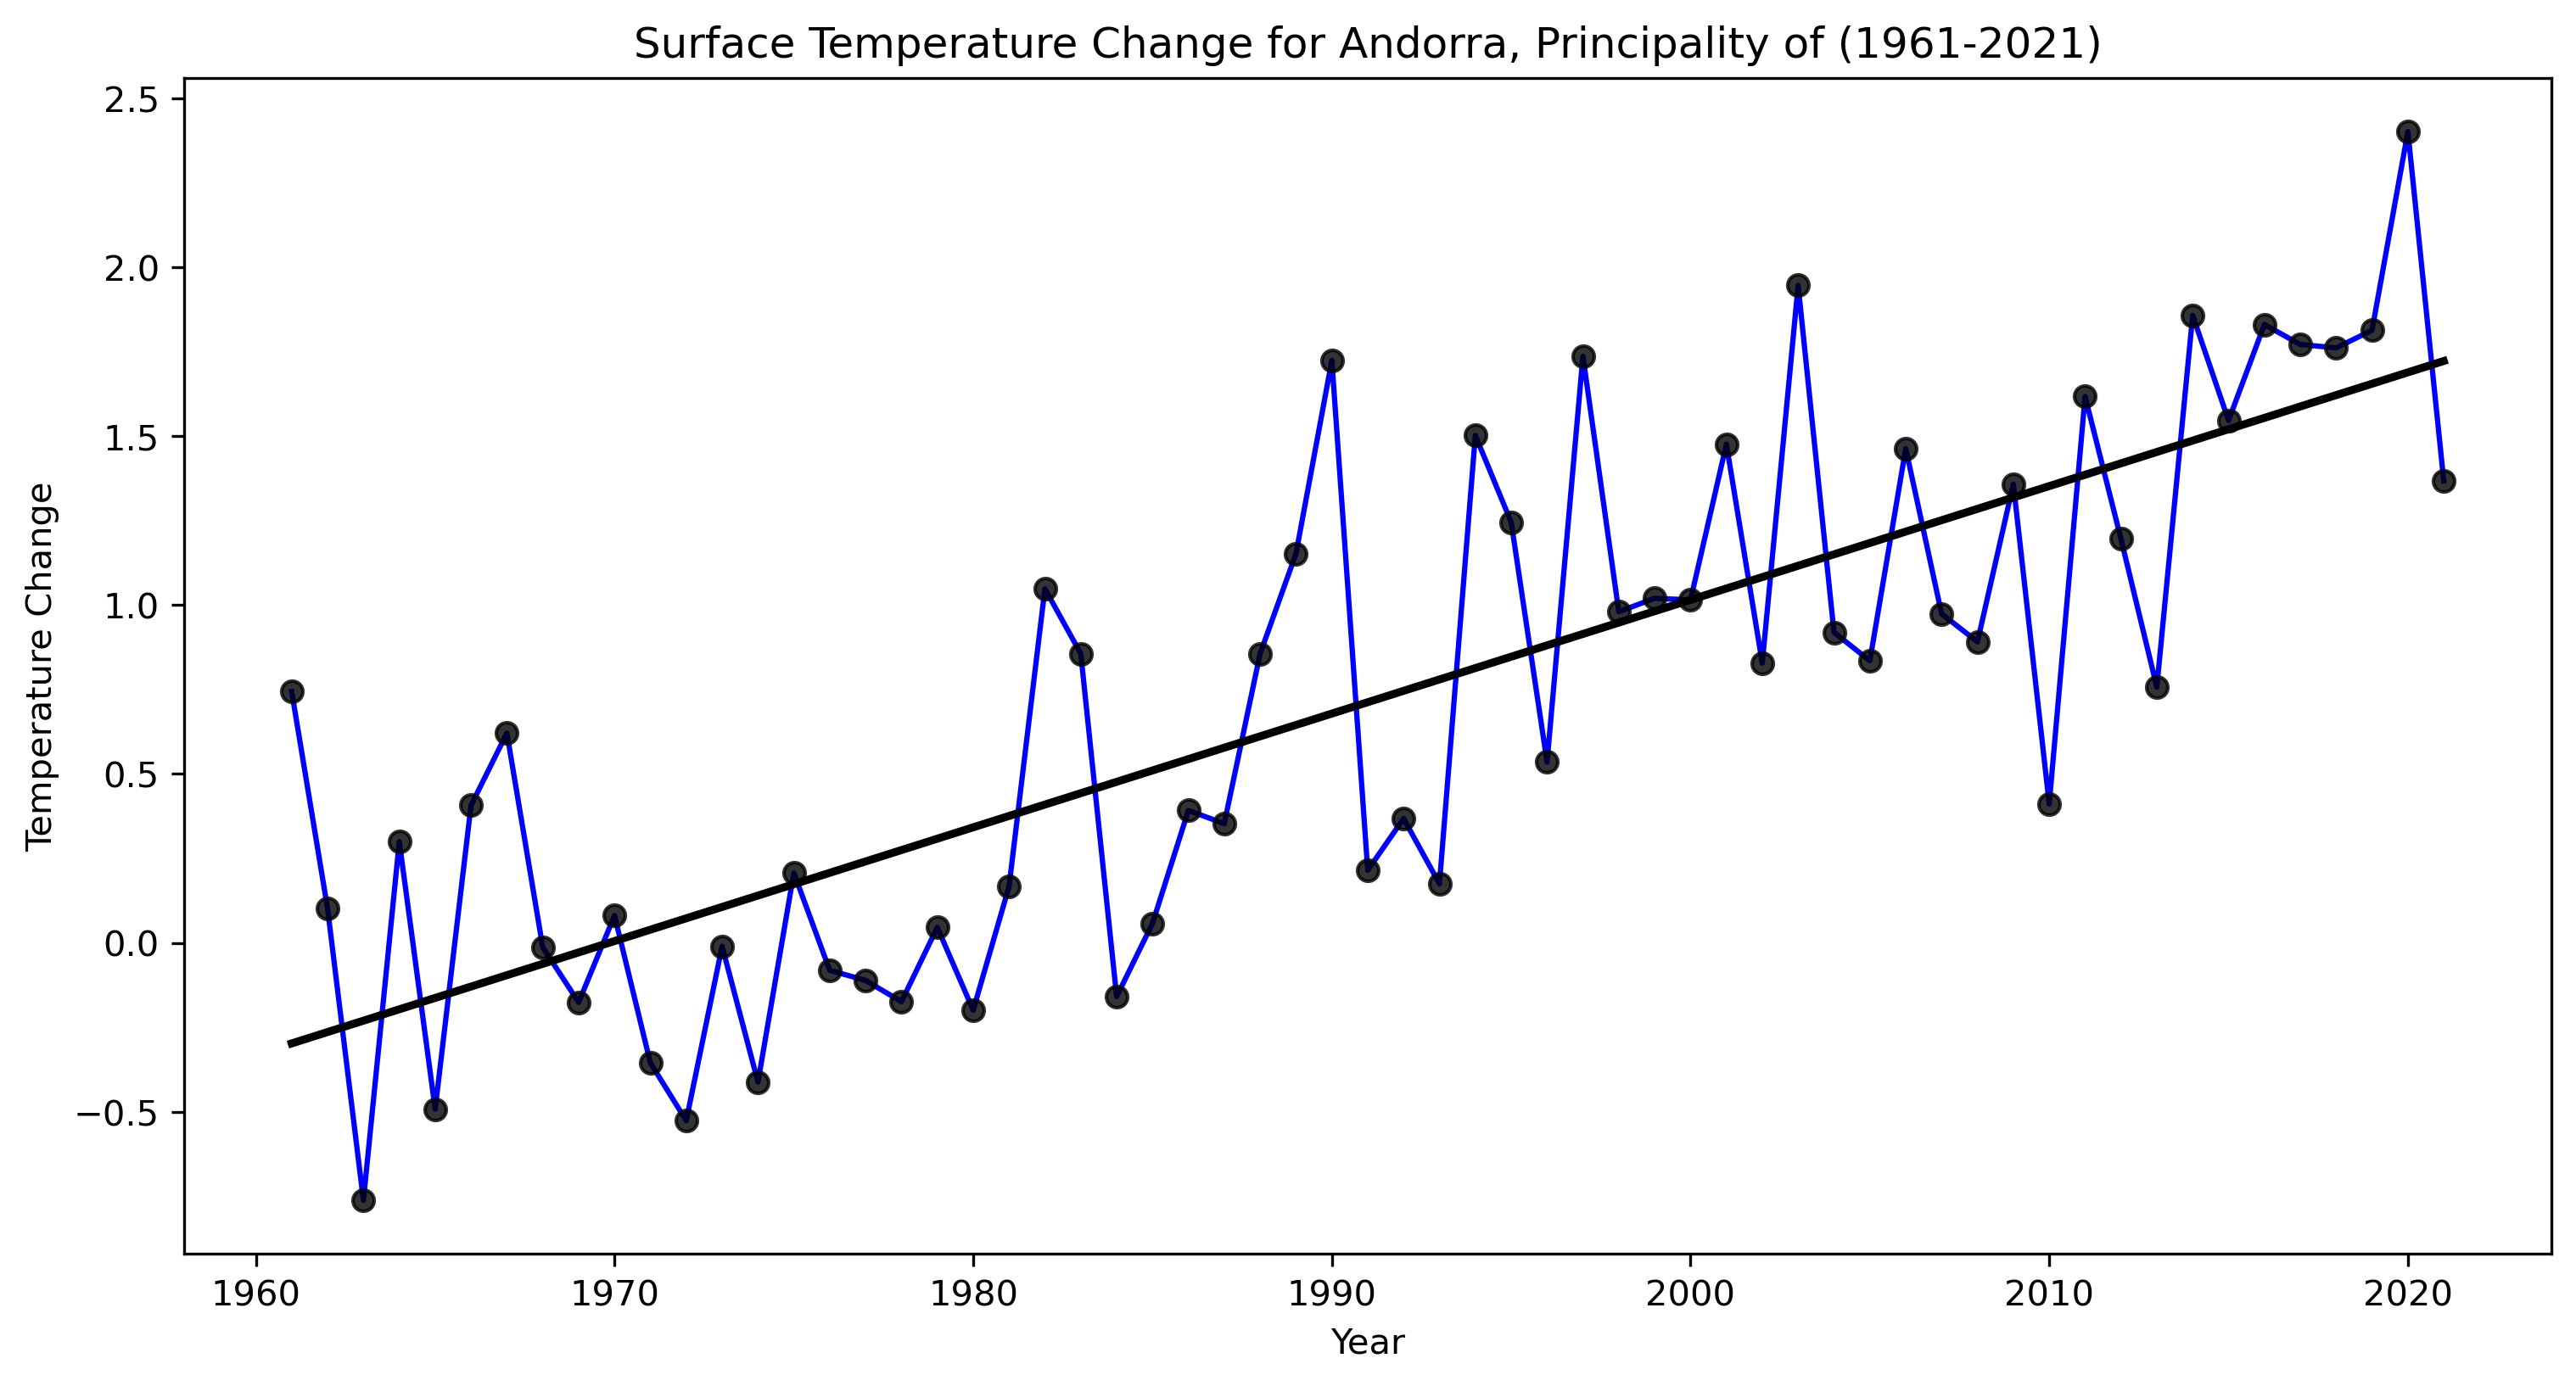 Surface Temperature Change for Andorra, Principality of (1961-2021)
2.5
2.0
1.5
1.0
0.5
0.0
−0.5
Temperature Change
1960 1970 1980 1990 2000 2010 2020
Year